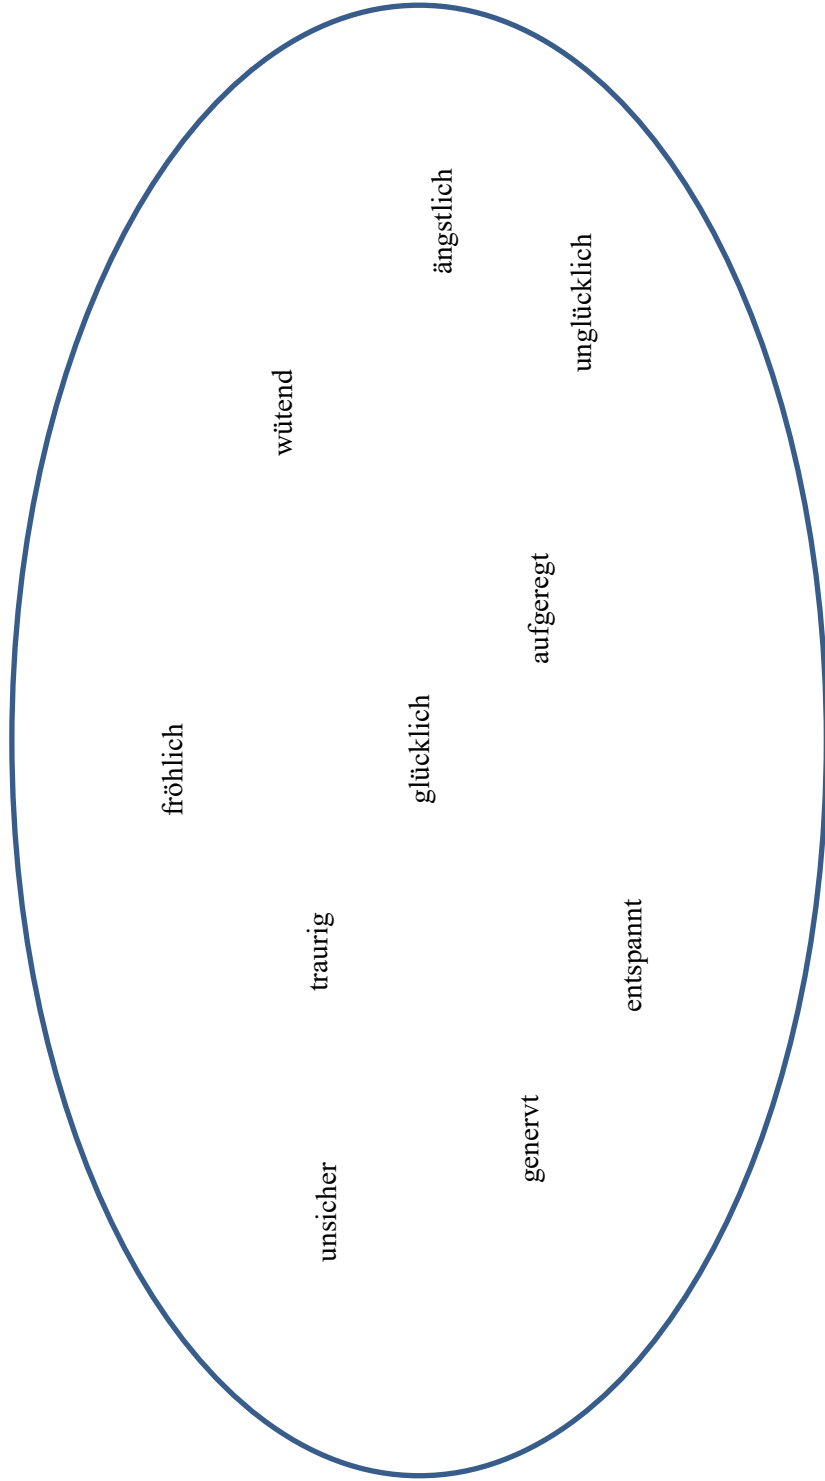 fröhlich
wütend
traurig
unsicher
glücklich
ängstlich
genervt
aufgeregt
unglücklich
entspannt